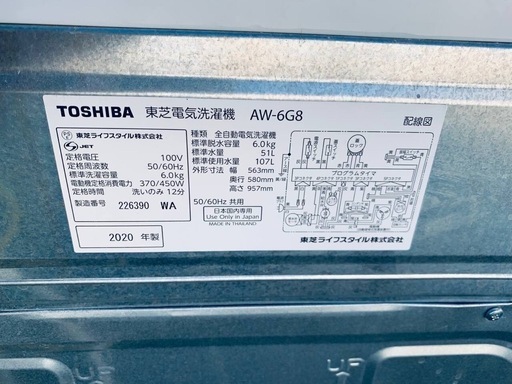 TOSHIBA 東芝電気洗濯機 AW-6G8 配線図
東芝ライフスタイル株式会社
JET
定格電圧 100V
定格周波数 50/60Hz
標準洗濯容量 6.0kg
電動機定格消費電力 370/450W
洗いのみ 12分
製造番号 226390 WA
2020 年製
種類 全自動電気洗濯機
標準脱水容量 6.0kg
標準水量 51L
標準使用水量 107L
外形寸法 幅 563mm
奥行 580mm
高さ 957mm
50/60Hz 共用
日本国内専用
Use Only in Japan
MADE IN THAILAND
プログラムタイマ
東芝ライフスタイル株式会社
UP
UP